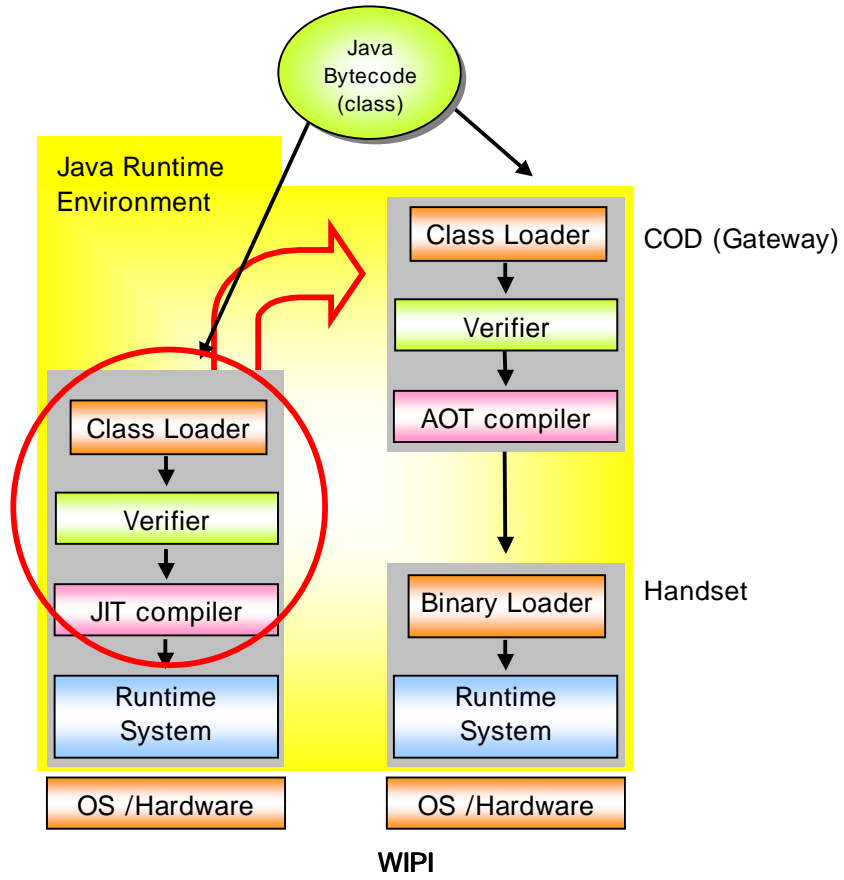 Java
Bytecode
(class)
Java Runtime
Environment
Class Loader
COD (Gateway)
Verifier
AOT compiler
Class Loader
Verifier
JIT compiler
Binary Loader
Handset
Runtime
System
Runtime
System
OS /Hardware
OS /Hardware
WIPI